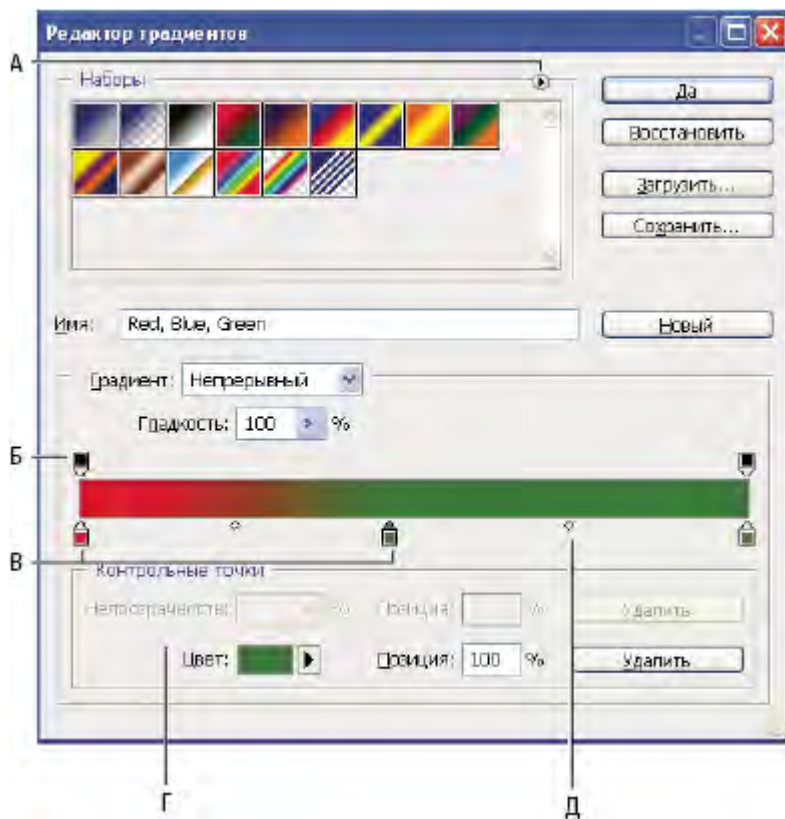 Редактор градиентов
А
Наборы
Да
Восстановить
Загрузить...
Сохранить...
Имя: Red, Blue, Green
Новый
Градиент: Непрерывный
Гладкость: 100 %
Б
В
Контрольные точки
Непрозрачность: % Позиция: % Удалить
Цвет: Позиция: 100 % Удалить
Г Д